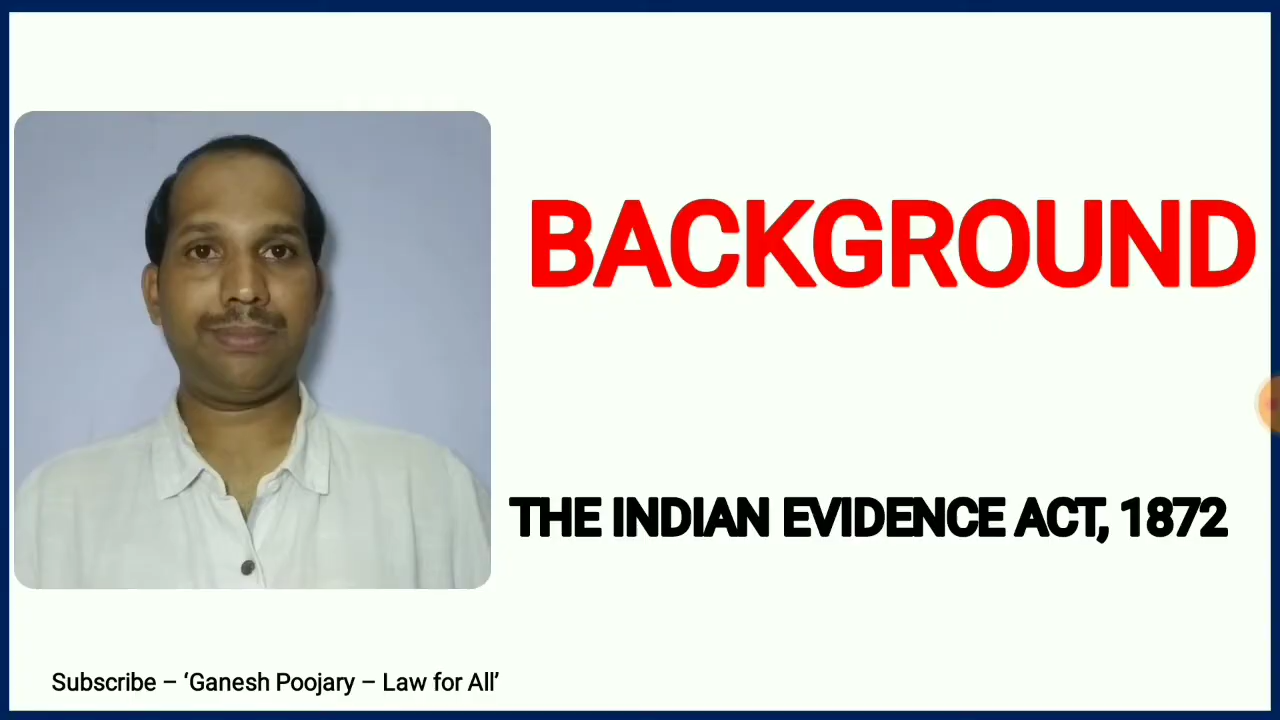 BACKGROUND
THE INDIAN EVIDENCE ACT, 1872
Subscribe – ‘Ganesh Poojary – Law for All’